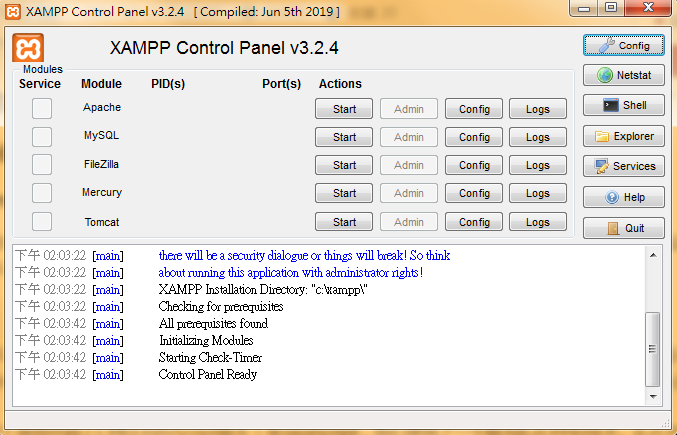 XAMPP Control Panel v3.2.4 [ Compiled: Jun 5th 2019 ]
XAMPP Control Panel v3.2.4
Config
Modules
Service Module PID(s) Port(s) Actions
Netstat
Apache Start Admin Config Logs
Shell
MySQL Start Admin Config Logs
Explorer
FileZilla Start Admin Config Logs
Services
Mercury Start Admin Config Logs
Help
Tomcat Start Admin Config Logs
Quit
下午 02:03:22 [main] there will be a security dialogue or things will break! So think
下午 02:03:22 [main] about running this application with administrator rights!
下午 02:03:22 [main] XAMPP Installation Directory: "c:\xampp\"
下午 02:03:22 [main] Checking for prerequisites
下午 02:03:42 [main] All prerequisites found
下午 02:03:42 [main] Initializing Modules
下午 02:03:42 [main] Starting Check-Timer
下午 02:03:42 [main] Control Panel Ready